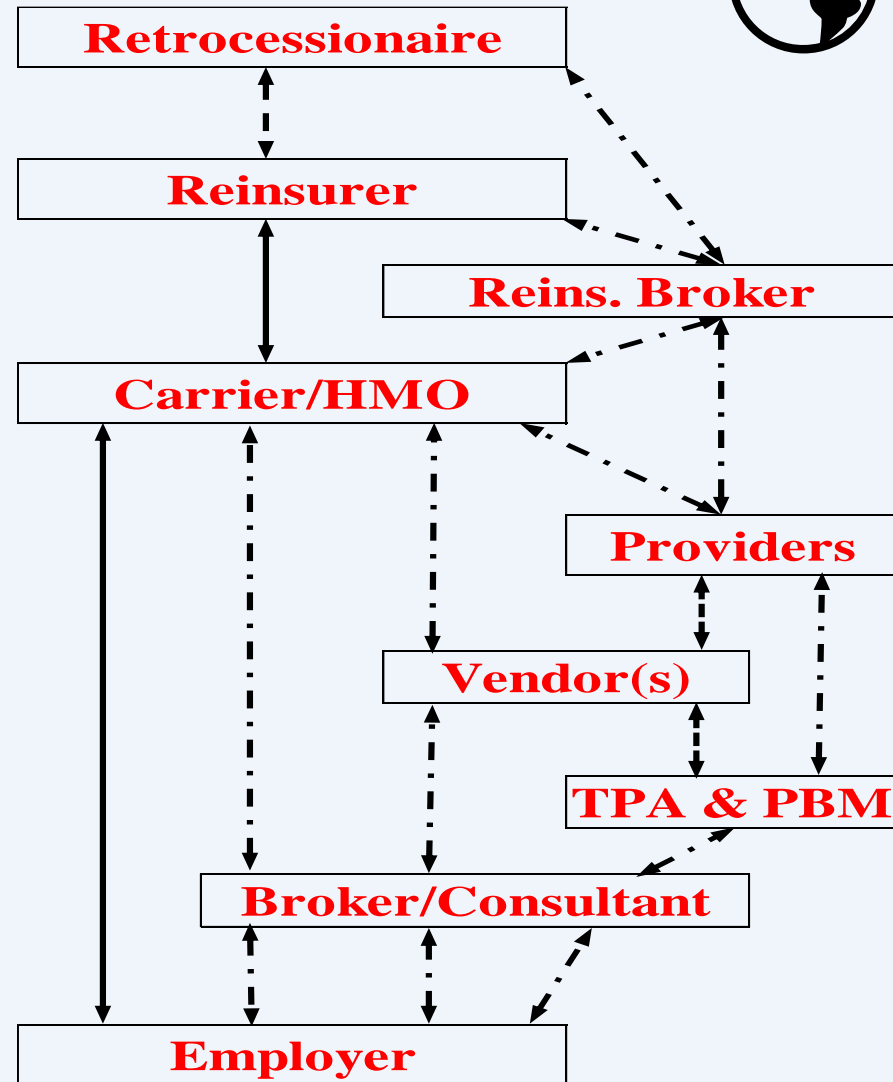 Retrocessionaire
Reinsurer
Reins. Broker
Carrier/HMO
Providers
Vendor(s)
TPA & PBM
Broker/Consultant
Employer